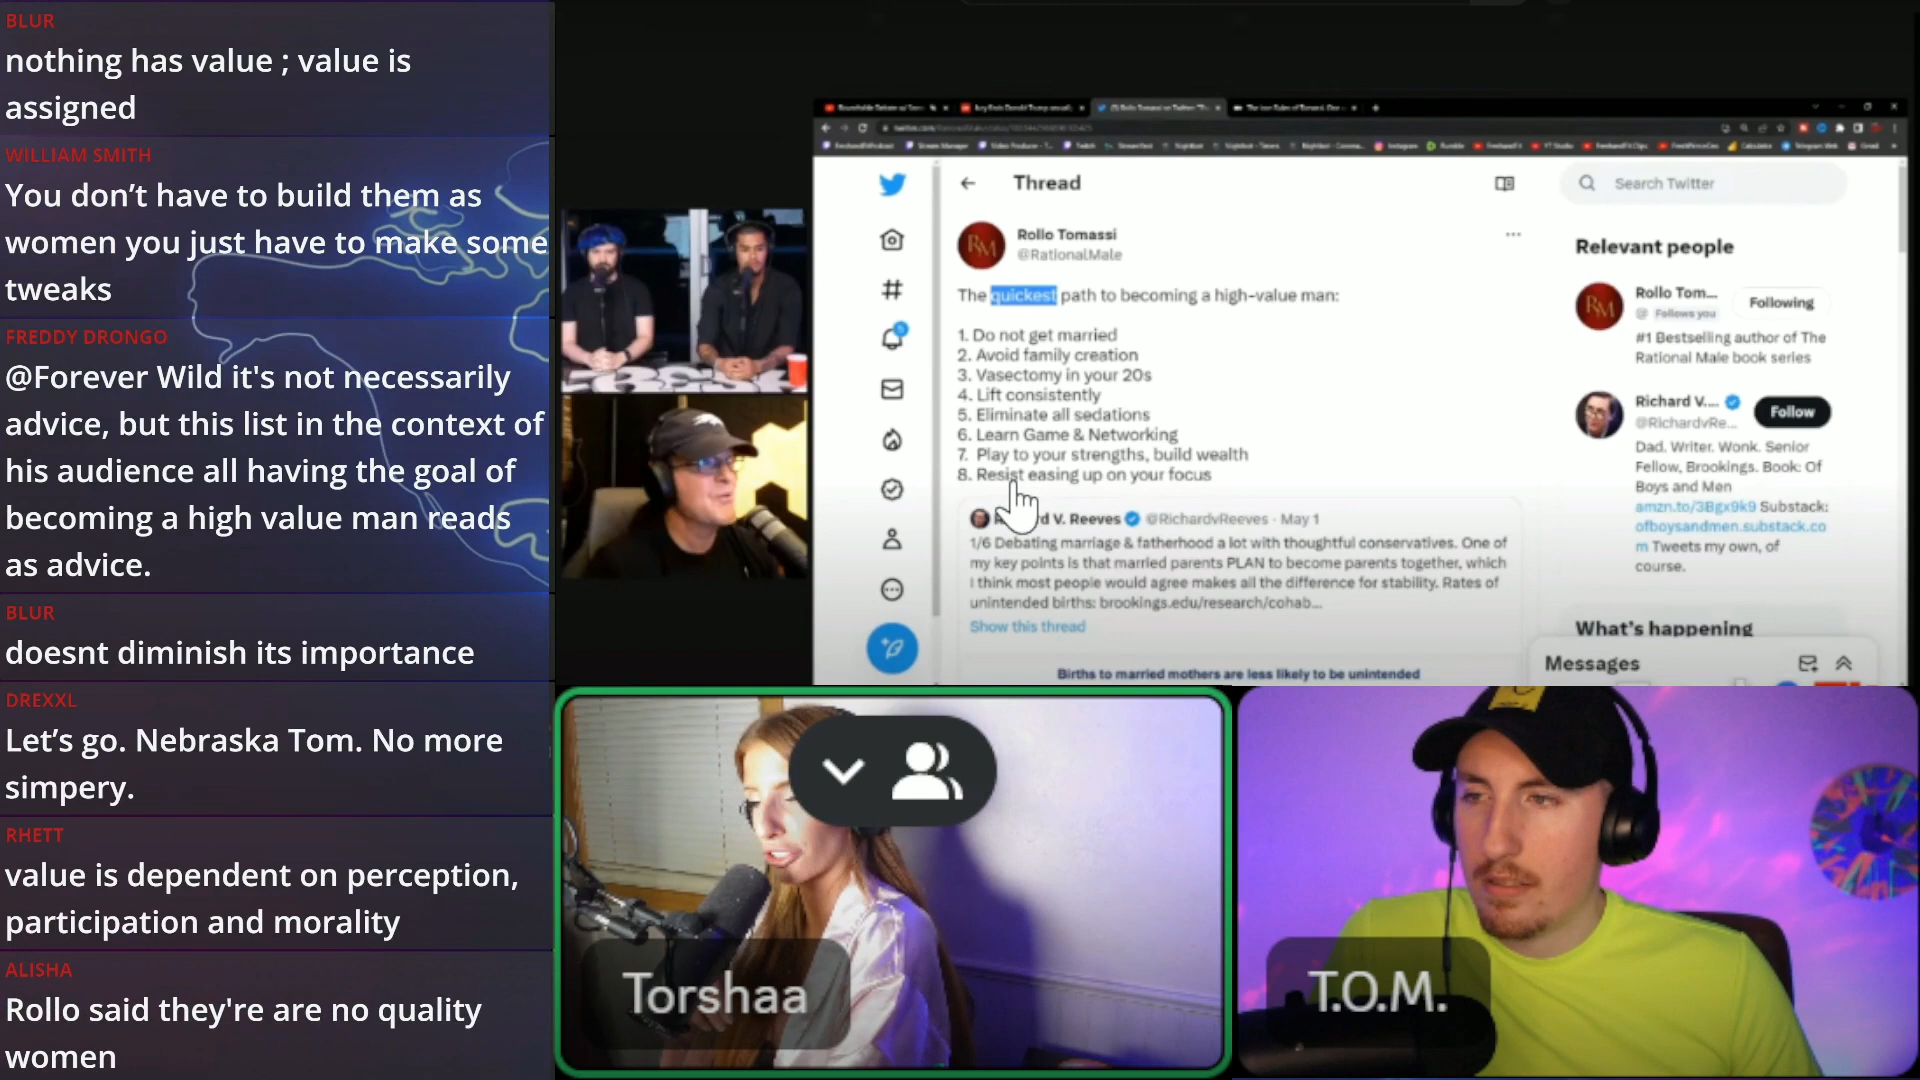 BLUR
nothing has value ; value is
assigned
WILLIAM SMITH
You don’t have to build them as
women you just have to make some
tweaks
FREDDY DRONGO
@Forever Wild it's not necessarily
advice, but this list in the context of
his audience all having the goal of
becoming a high value man reads
as advice.
BLUR
doesnt diminish its importance
DREXXL
Let’s go. Nebraska Tom. No more
simpery.
RHETT
value is dependent on perception,
participation and morality
ALISHA
Rollo said they're are no quality
women
Thread
Rollo Tomassi
@RationalMale
The quickest path to becoming a high-value man:
1. Do not get married
2. Avoid family creation
3. Vasectomy in your 20s
4. Lift consistently
5. Eliminate all sedations
6. Learn Game & Networking
7. Play to your strengths, build wealth
8. Resist easing up on your focus
V. Reeves @RichardvReeves · May 1
1/6 Debating marriage & fatherhood a lot with thoughtful conservatives. One of
my key points is that married parents PLAN to become parents together, which
I think most people would agree makes all the difference for stability. Rates of
unintended births: brookings.edu/research/cohab...
Show this thread
Births to married mothers are less likely to be unintended
Search Twitter
Relevant people
Rollo Tom...
Following
@ Follows you
#1 Bestselling author of The
Rational Male book series
Richard V....
Follow
@RichardvRe...
Dad. Writer. Wonk. Senior
Fellow, Brookings. Book: Of
Boys and Men
amzn.to/3Bgx9k9 Substack:
ofboysandmen.substack.co
m Tweets my own, of
course.
What's happening
Messages
Torshaa
T.O.M.